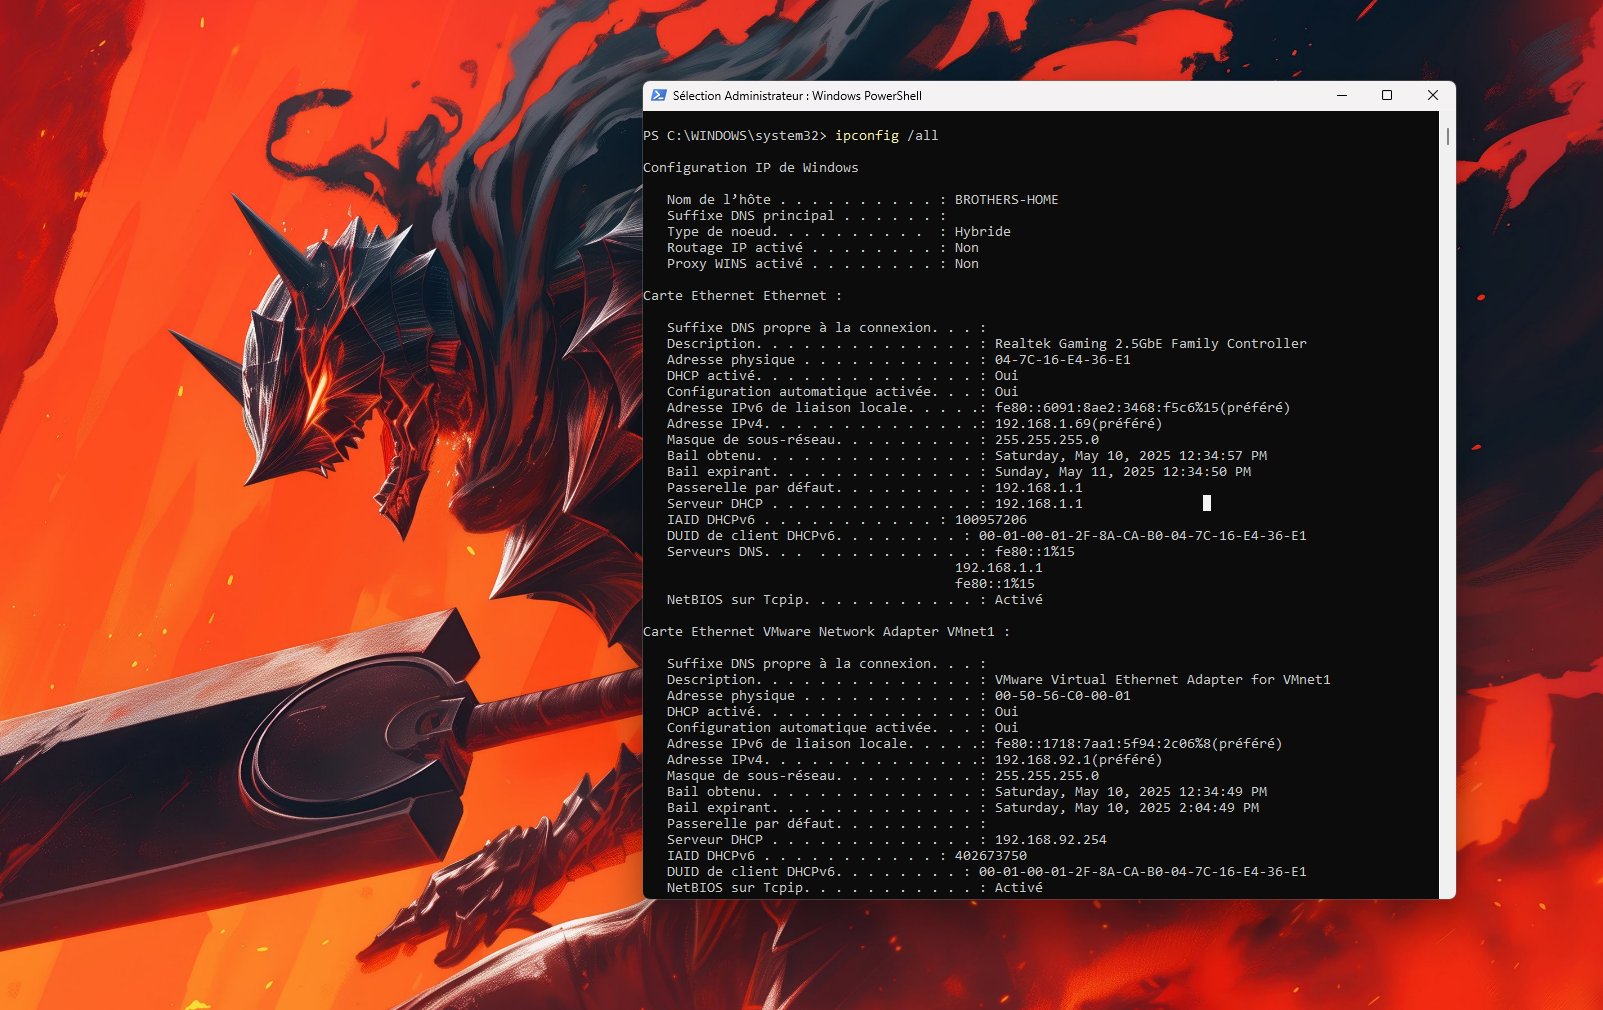 Sélection Administrateur : Windows PowerShell
PS C:\WINDOWS\system32> ipconfig /all
Configuration IP de Windows
Nom de l’hôte . . . . . . . . . . : BROTHERS-HOME
Suffixe DNS principal . . . . . . :
Type de noeud. . . . . . . . . .  : Hybride
Routage IP activé . . . . . . . . : Non
Proxy WINS activé . . . . . . . . : Non
Carte Ethernet Ethernet :
Suffixe DNS propre à la connexion. . . :
Description. . . . . . . . . . . . . . : Realtek Gaming 2.5GbE Family Controller
Adresse physique . . . . . . . . . . . : 04-7C-16-E4-36-E1
DHCP activé. . . . . . . . . . . . . . : Oui
Configuration automatique activée. . . : Oui
Adresse IPv6 de liaison locale. . . . .: fe80::6091:8ae2:3468:f5c6%15(préféré)
Adresse IPv4. . . . . . . . . . . . . .: 192.168.1.69(préféré)
Masque de sous-réseau. . . . . . . . . : 255.255.255.0
Bail obtenu. . . . . . . . . . . . . . : Saturday, May 10, 2025 12:34:57 PM
Bail expirant. . . . . . . . . . . . . : Sunday, May 11, 2025 12:34:50 PM
Passerelle par défaut. . . . . . . . . : 192.168.1.1
Serveur DHCP . . . . . . . . . . . . . : 192.168.1.1
IAID DHCPv6 . . . . . . . . . . . : 100957206
DUID de client DHCPv6. . . . . . . . : 00-01-00-01-2F-8A-CA-B0-04-7C-16-E4-36-E1
Serveurs DNS. . .  . . . . . . . . . . : fe80::1%15
192.168.1.1
fe80::1%15
NetBIOS sur Tcpip. . . . . . . . . . . : Activé
Carte Ethernet VMware Network Adapter VMnet1 :
Suffixe DNS propre à la connexion. . . :
Description. . . . . . . . . . . . . . : VMware Virtual Ethernet Adapter for VMnet1
Adresse physique . . . . . . . . . . . : 00-50-56-C0-00-01
DHCP activé. . . . . . . . . . . . . . : Oui
Configuration automatique activée. . . : Oui
Adresse IPv6 de liaison locale. . . . .: fe80::1718:7aa1:5f94:2c06%8(préféré)
Adresse IPv4. . . . . . . . . . . . . .: 192.168.92.1(préféré)
Masque de sous-réseau. . . . . . . . . : 255.255.255.0
Bail obtenu. . . . . . . . . . . . . . : Saturday, May 10, 2025 12:34:49 PM
Bail expirant. . . . . . . . . . . . . : Saturday, May 10, 2025 2:04:49 PM
Passerelle par défaut. . . . . . . . . :
Serveur DHCP . . . . . . . . . . . . . : 192.168.92.254
IAID DHCPv6 . . . . . . . . . . . : 402673750
DUID de client DHCPv6. . . . . . . . : 00-01-00-01-2F-8A-CA-B0-04-7C-16-E4-36-E1
NetBIOS sur Tcpip. . . . . . . . . . . : Activé